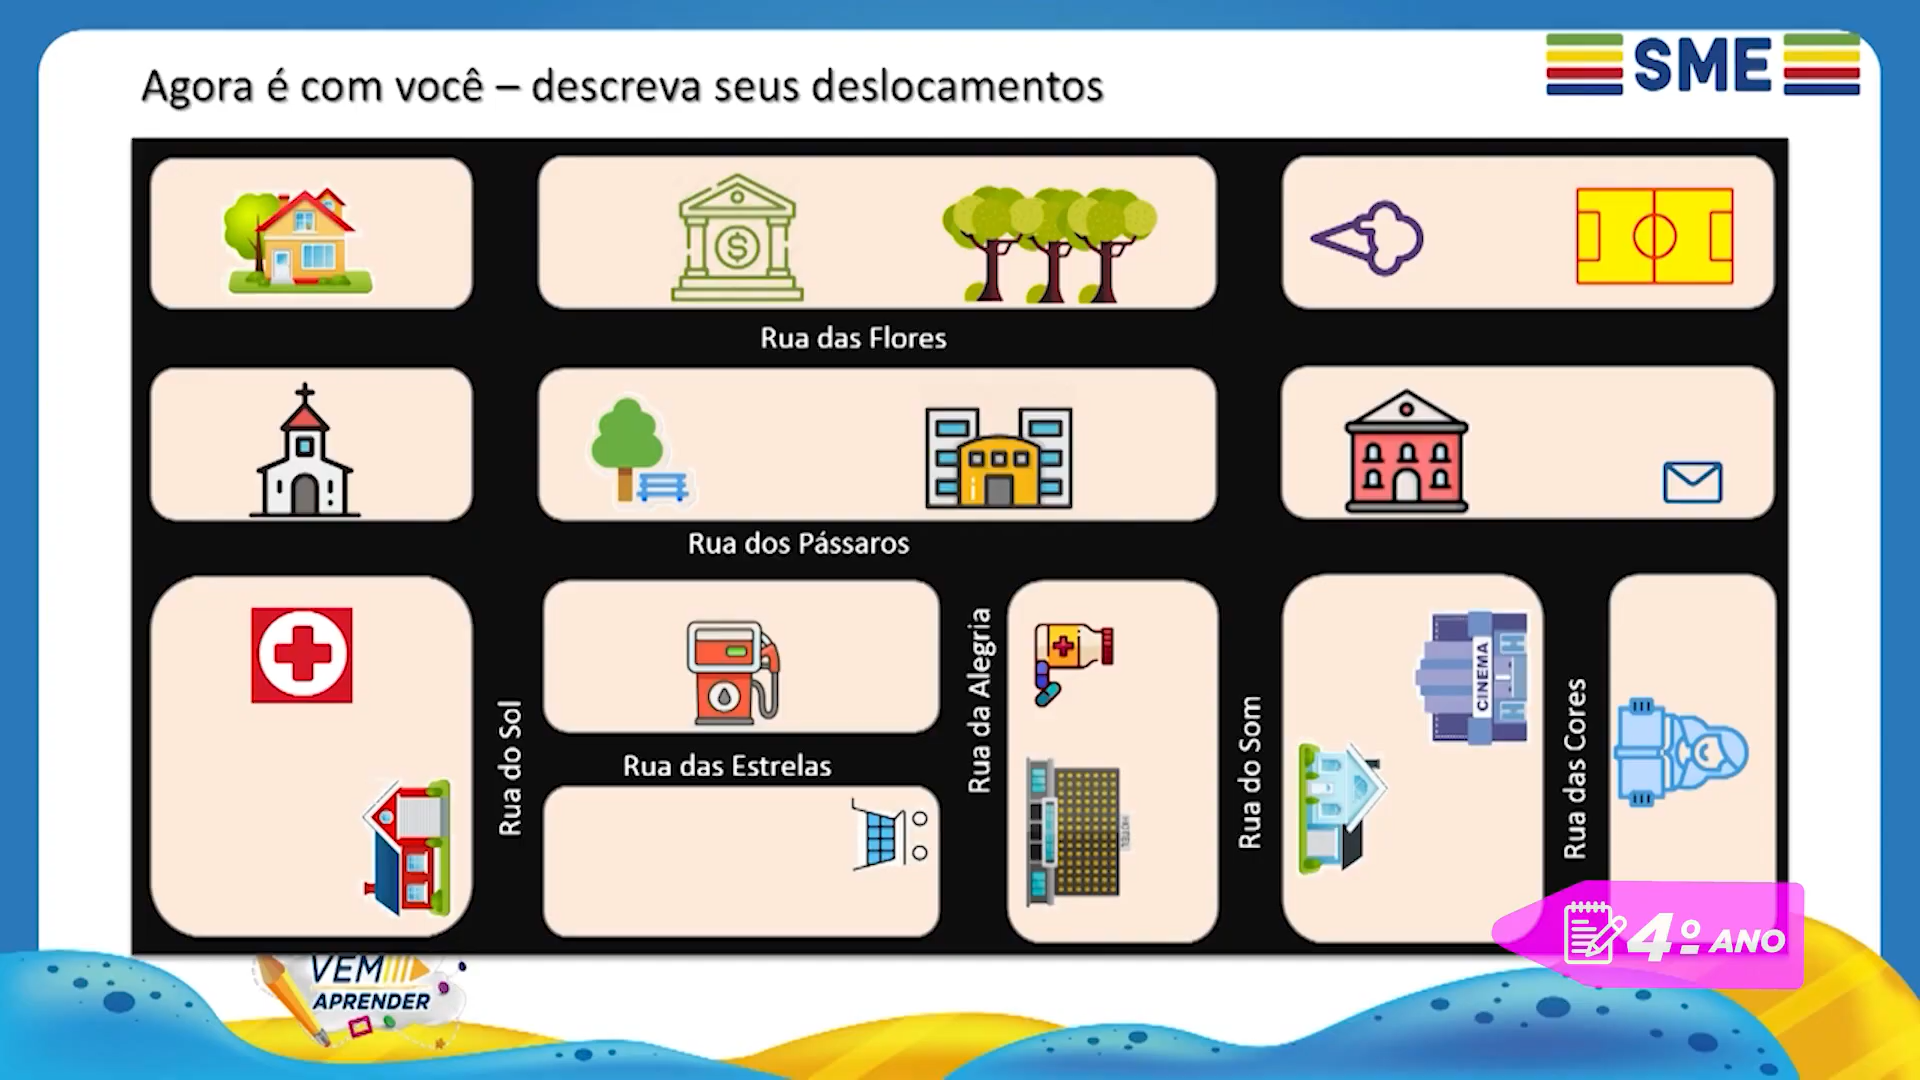 Agora é com você – descreva seus deslocamentos
SME
Rua das Flores
Rua dos Pássaros
Rua do Sol
Rua das Estrelas
Rua da Alegria
HOTEL
Rua do Som
CINEMA
Rua das Cores
4º ANO
VEM
APRENDER